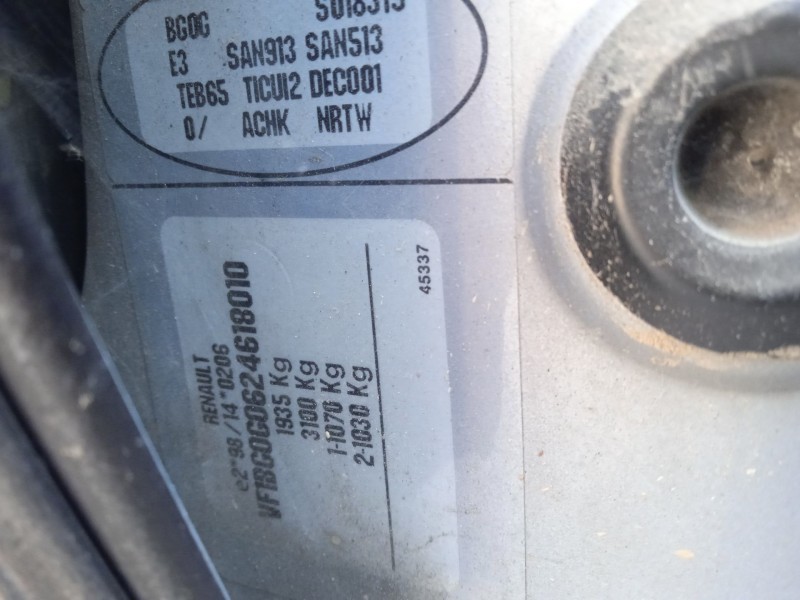 BG0G S018313
E3 SAN913 SAN513
TEB65 TICUI2 DEC001
0/ ACHK NRTW
RENAULT
e2*98/14*0206
VF1BG0G0624618010
1935 Kg
3100 Kg
1-1070 Kg
2-1030 Kg
45337